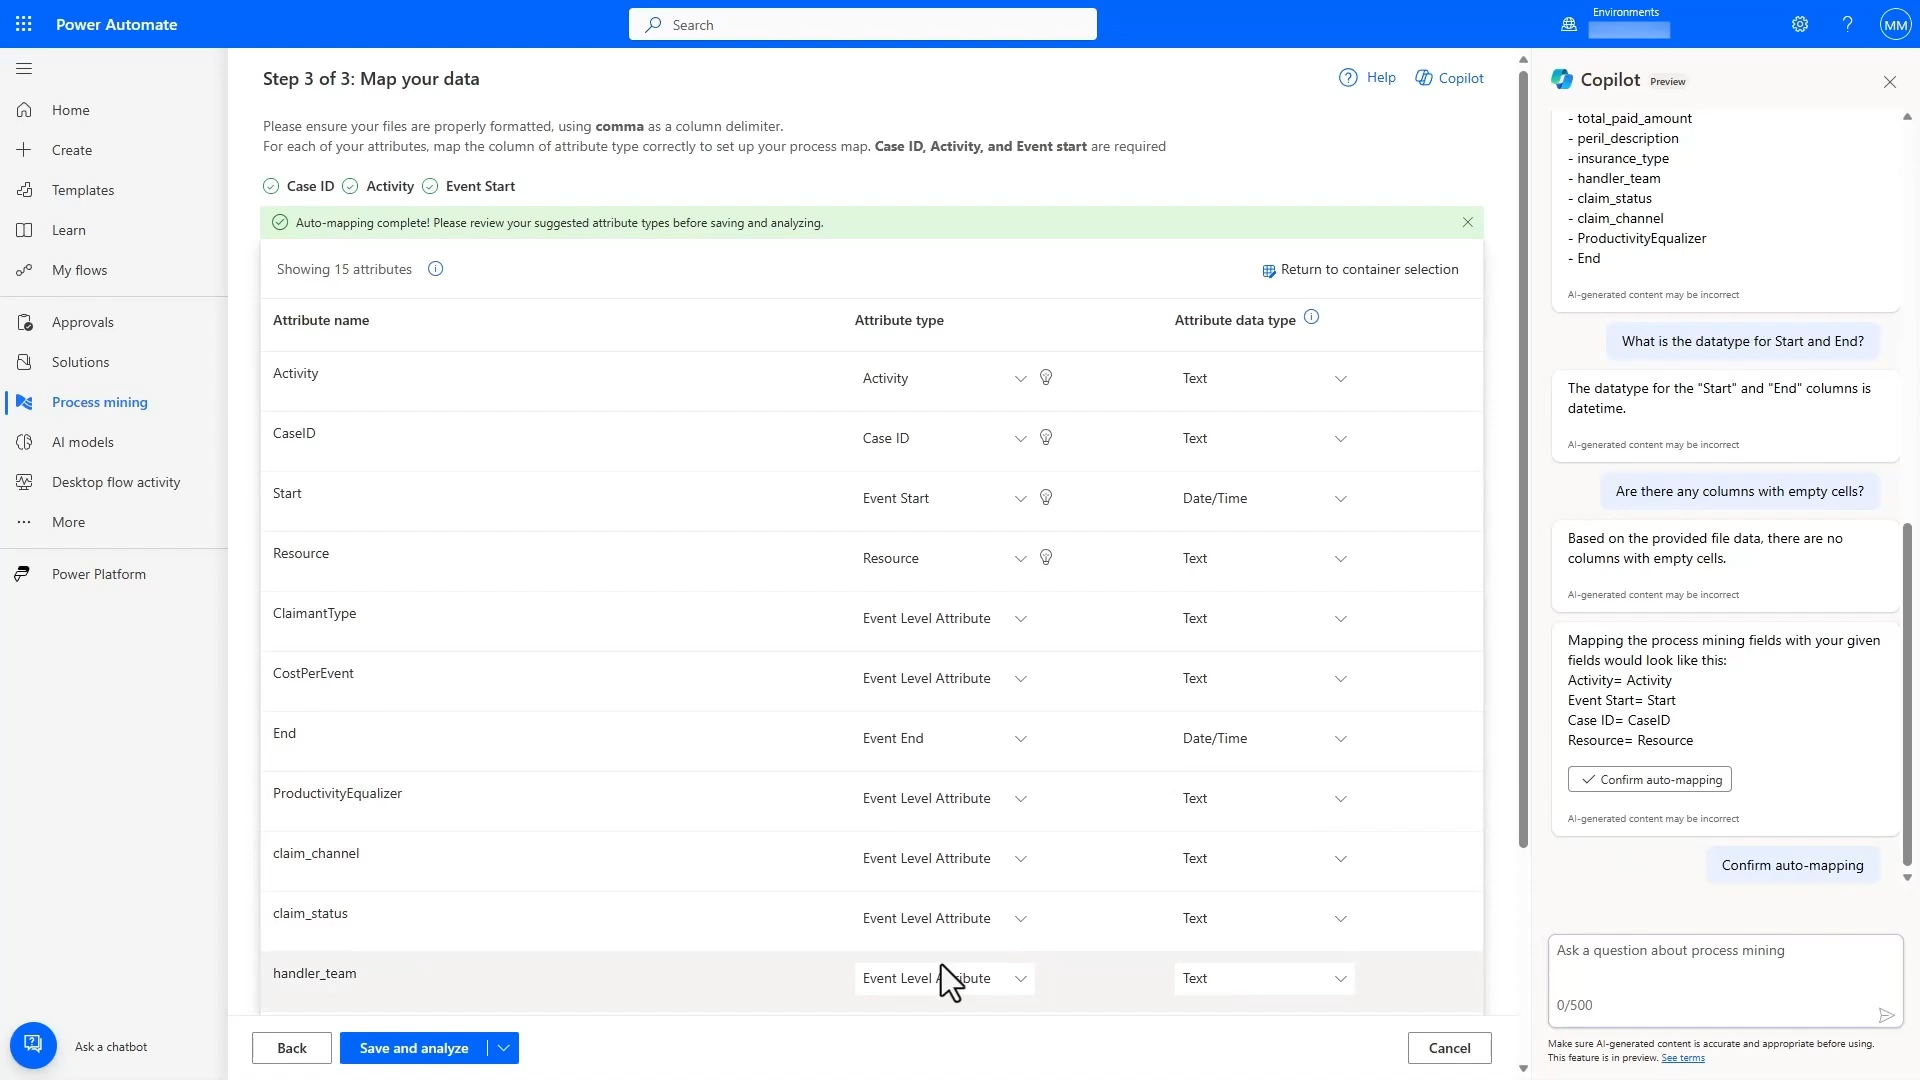 Power Automate
Search
Environments
?
MM
Home
Create
Templates
Learn
My flows
Approvals
Solutions
Process mining
AI models
Desktop flow activity
More
Power Platform
Ask a chatbot
Step 3 of 3: Map your data
Help
Copilot
Please ensure your files are properly formatted, using comma as a column delimiter.
For each of your attributes, map the column of attribute type correctly to set up your process map. Case ID, Activity, and Event start are required
Case ID Activity Event Start
Auto-mapping complete! Please review your suggested attribute types before saving and analyzing.
Showing 15 attributes
Return to container selection
Attribute name Attribute type Attribute data type
Activity Activity Text
CaseID Case ID Text
Start Event Start Date/Time
Resource Resource Text
ClaimantType Event Level Attribute Text
CostPerEvent Event Level Attribute Text
End Event End Date/Time
ProductivityEqualizer Event Level Attribute Text
claim_channel Event Level Attribute Text
claim_status Event Level Attribute Text
handler_team Event Level Attribute Text
Back
Save and analyze
Cancel
Copilot Preview
- total_paid_amount
- peril_description
- insurance_type
- handler_team
- claim_status
- claim_channel
- ProductivityEqualizer
- End
AI-generated content may be incorrect
What is the datatype for Start and End?
The datatype for the "Start" and "End" columns is
datetime.
AI-generated content may be incorrect
Are there any columns with empty cells?
Based on the provided file data, there are no
columns with empty cells.
AI-generated content may be incorrect
Mapping the process mining fields with your given
fields would look like this:
Activity= Activity
Event Start= Start
Case ID= CaseID
Resource= Resource
Confirm auto-mapping
AI-generated content may be incorrect
Confirm auto-mapping
Ask a question about process mining
0/500
Make sure AI-generated content is accurate and appropriate before using.
This feature is in preview. See terms